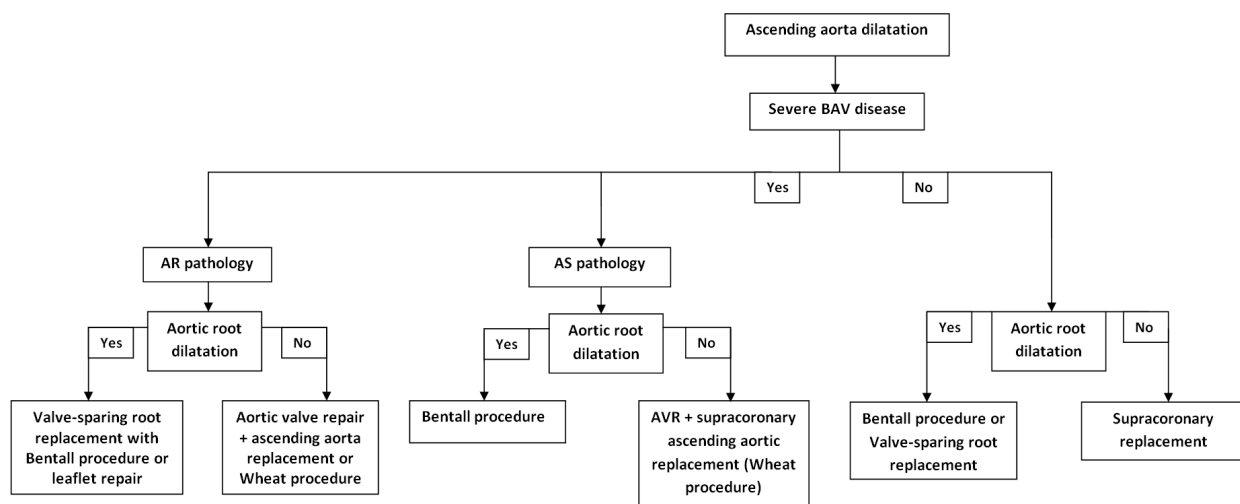 Ascending aorta dilatation
Severe BAV disease
Yes
No
AR pathology
AS pathology
Yes
Aortic root
dilatation
No
Yes
Aortic root
dilatation
No
Yes
Aortic root
dilatation
No
Valve-sparing root
replacement with
Bentall procedure or
leaflet repair
Aortic valve repair
+ ascending aorta
replacement or
Wheat procedure
Bentall procedure
AVR + supracoronary
ascending aortic
replacement (Wheat
procedure)
Bentall procedure or
Valve-sparing root
replacement
Supracoronary
replacement